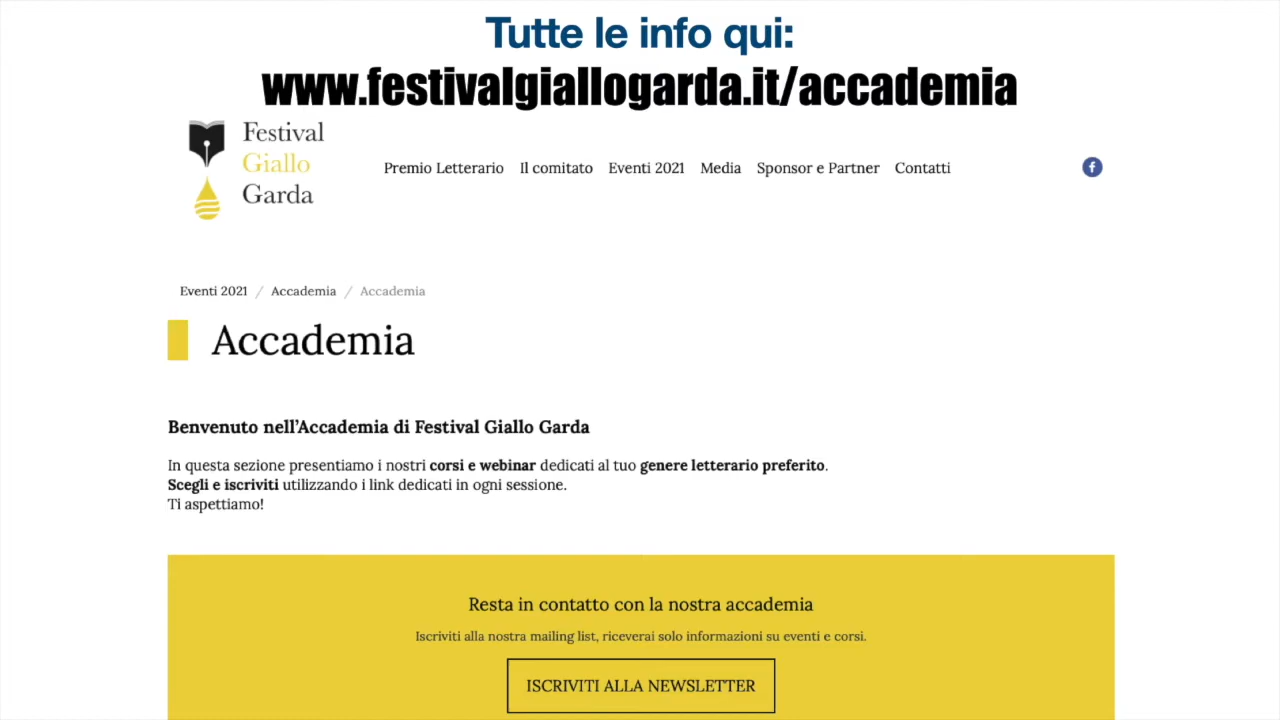 Tutte le info qui:
www.festivalgiallogarda.it/accademia
Festival
Giallo
Garda
Premio Letterario Il comitato Eventi 2021 Media Sponsor e Partner Contatti
f
Eventi 2021 / Accademia / Accademia
Accademia
Benvenuto nell'Accademia di Festival Giallo Garda
In questa sezione presentiamo i nostri corsi e webinar dedicati al tuo genere letterario preferito.
Scegli e iscriviti utilizzando i link dedicati in ogni sessione.
Ti aspettiamo!
Resta in contatto con la nostra accademia
Iscriviti alla nostra mailing list, riceverai solo informazioni su eventi e corsi.
ISCRIVITI ALLA NEWSLETTER